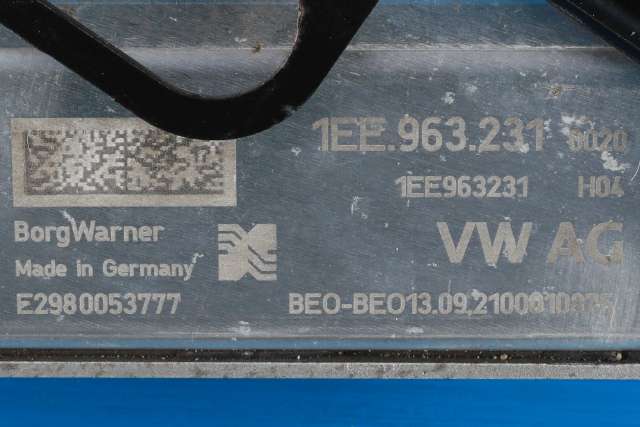 1EE.963.231
1EE963231 H04
BorgWarner
VW AG
Made in Germany
E2980053777